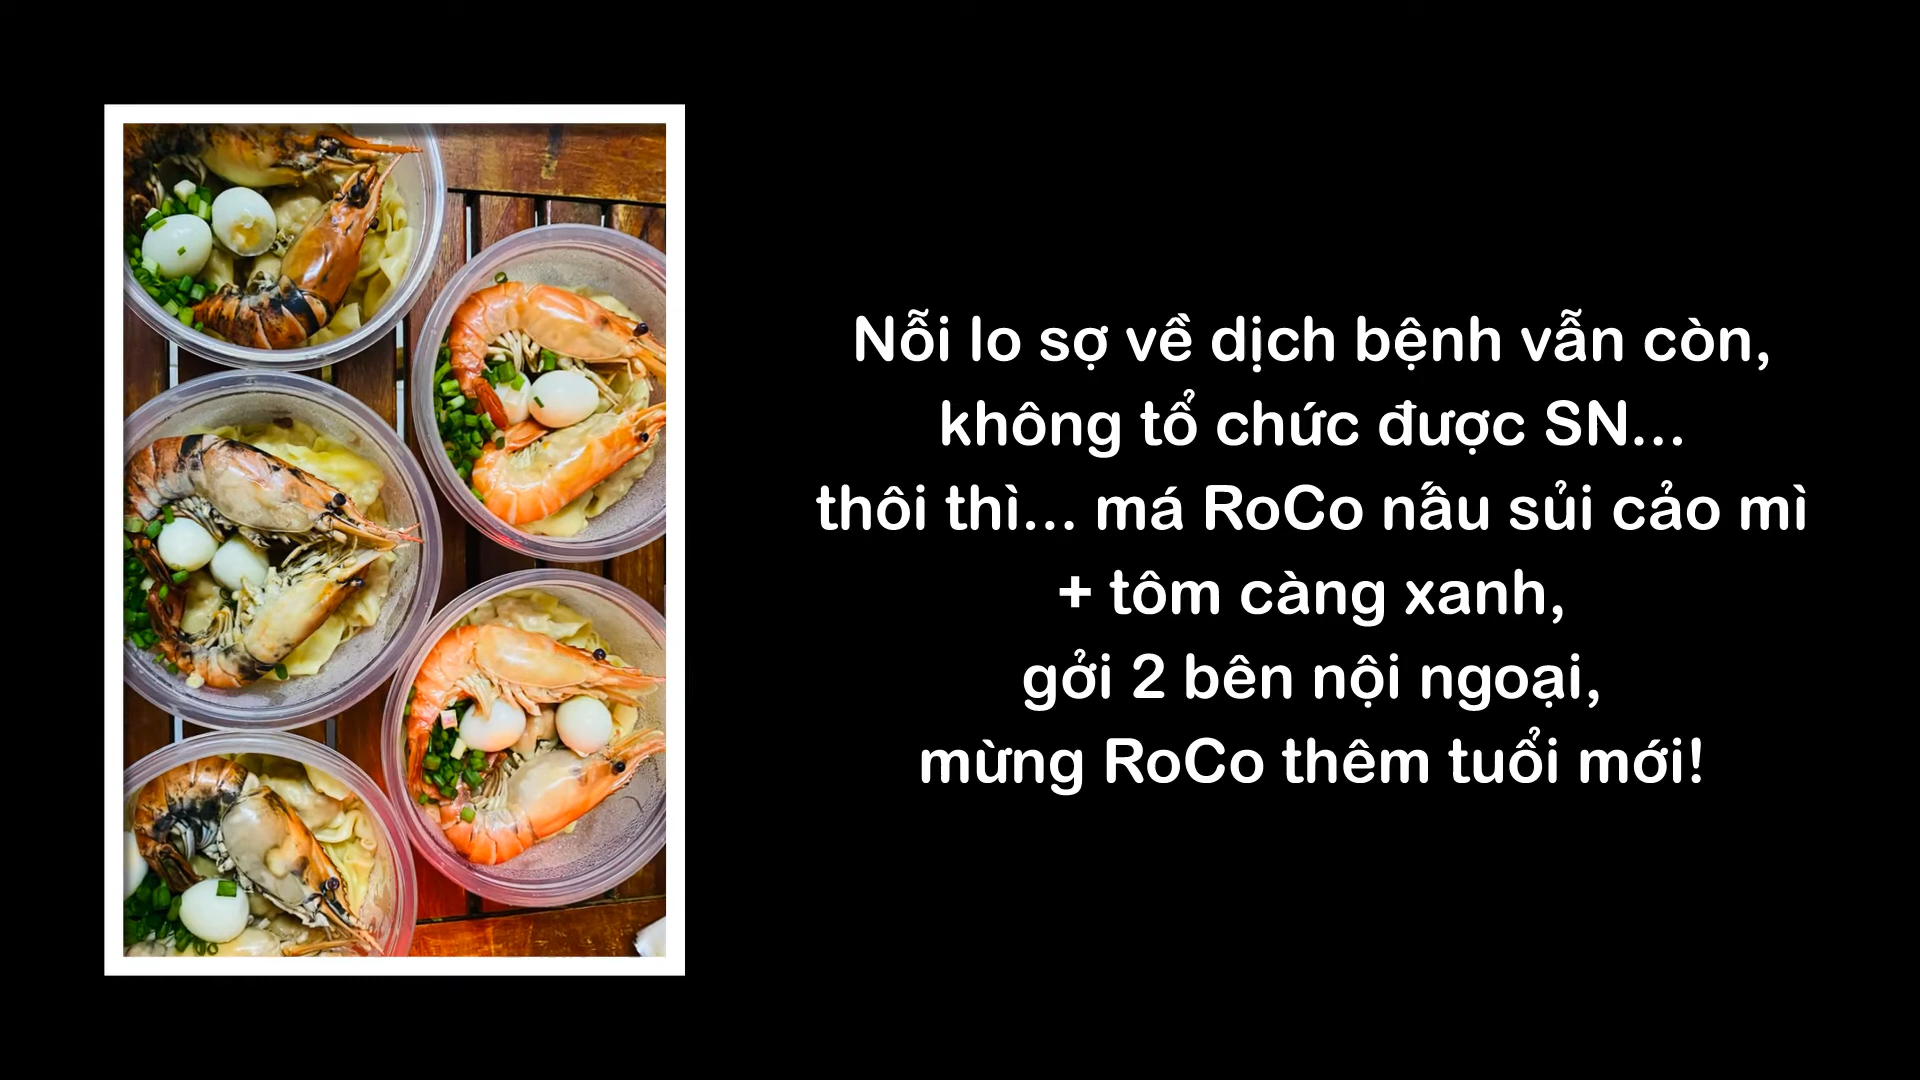 Nỗi lo sợ về dịch bệnh vẫn còn,
không tổ chức được SN...
thôi thì... má RoCo nấu sủi cảo mì
+ tôm càng xanh,
gởi 2 bên nội ngoại,
mừng RoCo thêm tuổi mới!